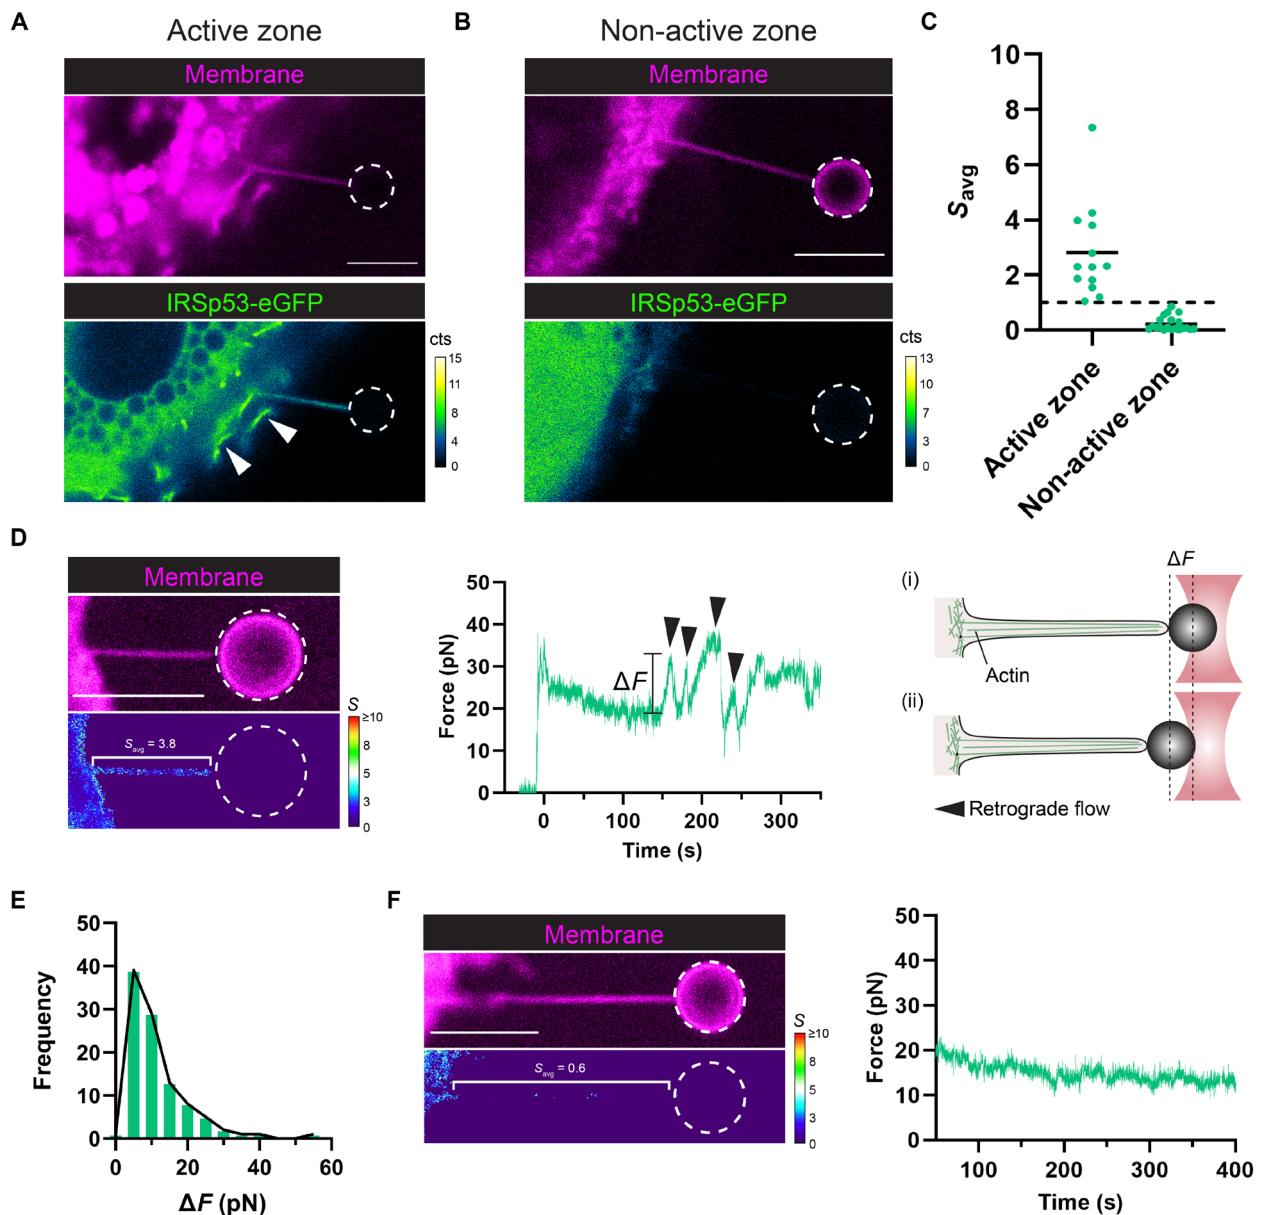 A
Active zone
Membrane
IRSp53-eGFP
cts
15
11
8
4
0
B
Non-active zone
Membrane
IRSp53-eGFP
cts
13
10
7
3
0
C
Savg
10
8
6
4
2
0
Active zone
Non-active zone
D
Membrane
Savg = 3.8
S
≥10
8
5
3
0
Force (pN)
50
40
30
20
10
0
ΔF
0 100 200 300
Time (s)
(i)
ΔF
Actin
(ii)
Retrograde flow
E
Frequency
50
40
30
20
10
0
0 20 40 60
ΔF (pN)
F
Membrane
Savg = 0.6
S
≥10
8
5
3
0
Force (pN)
50
40
30
20
10
0
100 200 300 400
Time (s)